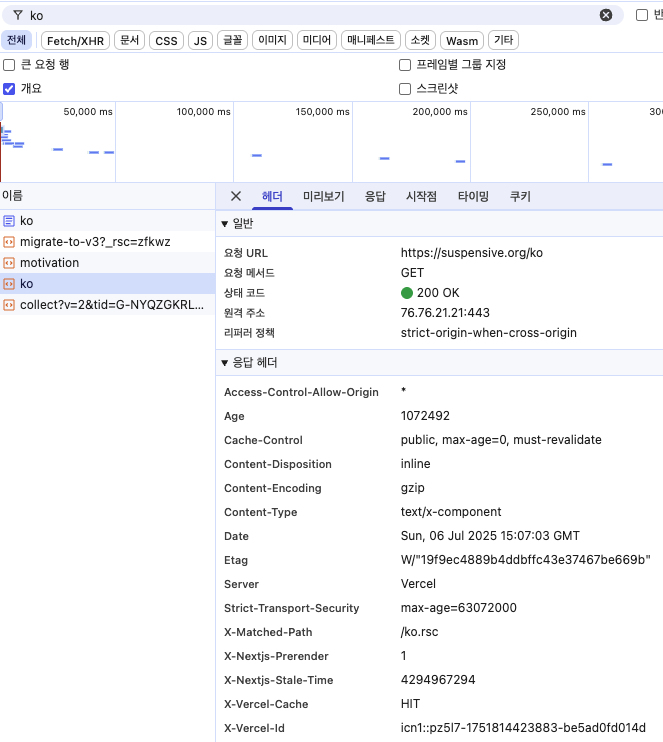 ko
반
전체 Fetch/XHR 문서 CSS JS 글꼴 이미지 미디어 매니페스트 소켓 Wasm 기타
큰 요청 행 프레임별 그룹 지정
개요 스크린샷
50,000 ms 100,000 ms 150,000 ms 200,000 ms 250,000 ms 300
이름
ko
migrate-to-v3?_rsc=zfkwz
motivation
ko
collect?v=2&tid=G-NYQZGKRL...
헤더 미리보기 응답 시작점 타이밍 쿠키
일반
요청 URL https://suspensive.org/ko
요청 메서드 GET
상태 코드 200 OK
원격 주소 76.76.21.21:443
리퍼러 정책 strict-origin-when-cross-origin
응답 헤더
Access-Control-Allow-Origin *
Age 1072492
Cache-Control public, max-age=0, must-revalidate
Content-Disposition inline
Content-Encoding gzip
Content-Type text/x-component
Date Sun, 06 Jul 2025 15:07:03 GMT
Etag W/"19f9ec4889b4ddbffc43e37467be669b"
Server Vercel
Strict-Transport-Security max-age=63072000
X-Matched-Path /ko.rsc
X-Nextjs-Prerender 1
X-Nextjs-Stale-Time 4294967294
X-Vercel-Cache HIT
X-Vercel-Id icn1::pz5l7-1751814423883-be5ad0fd014d